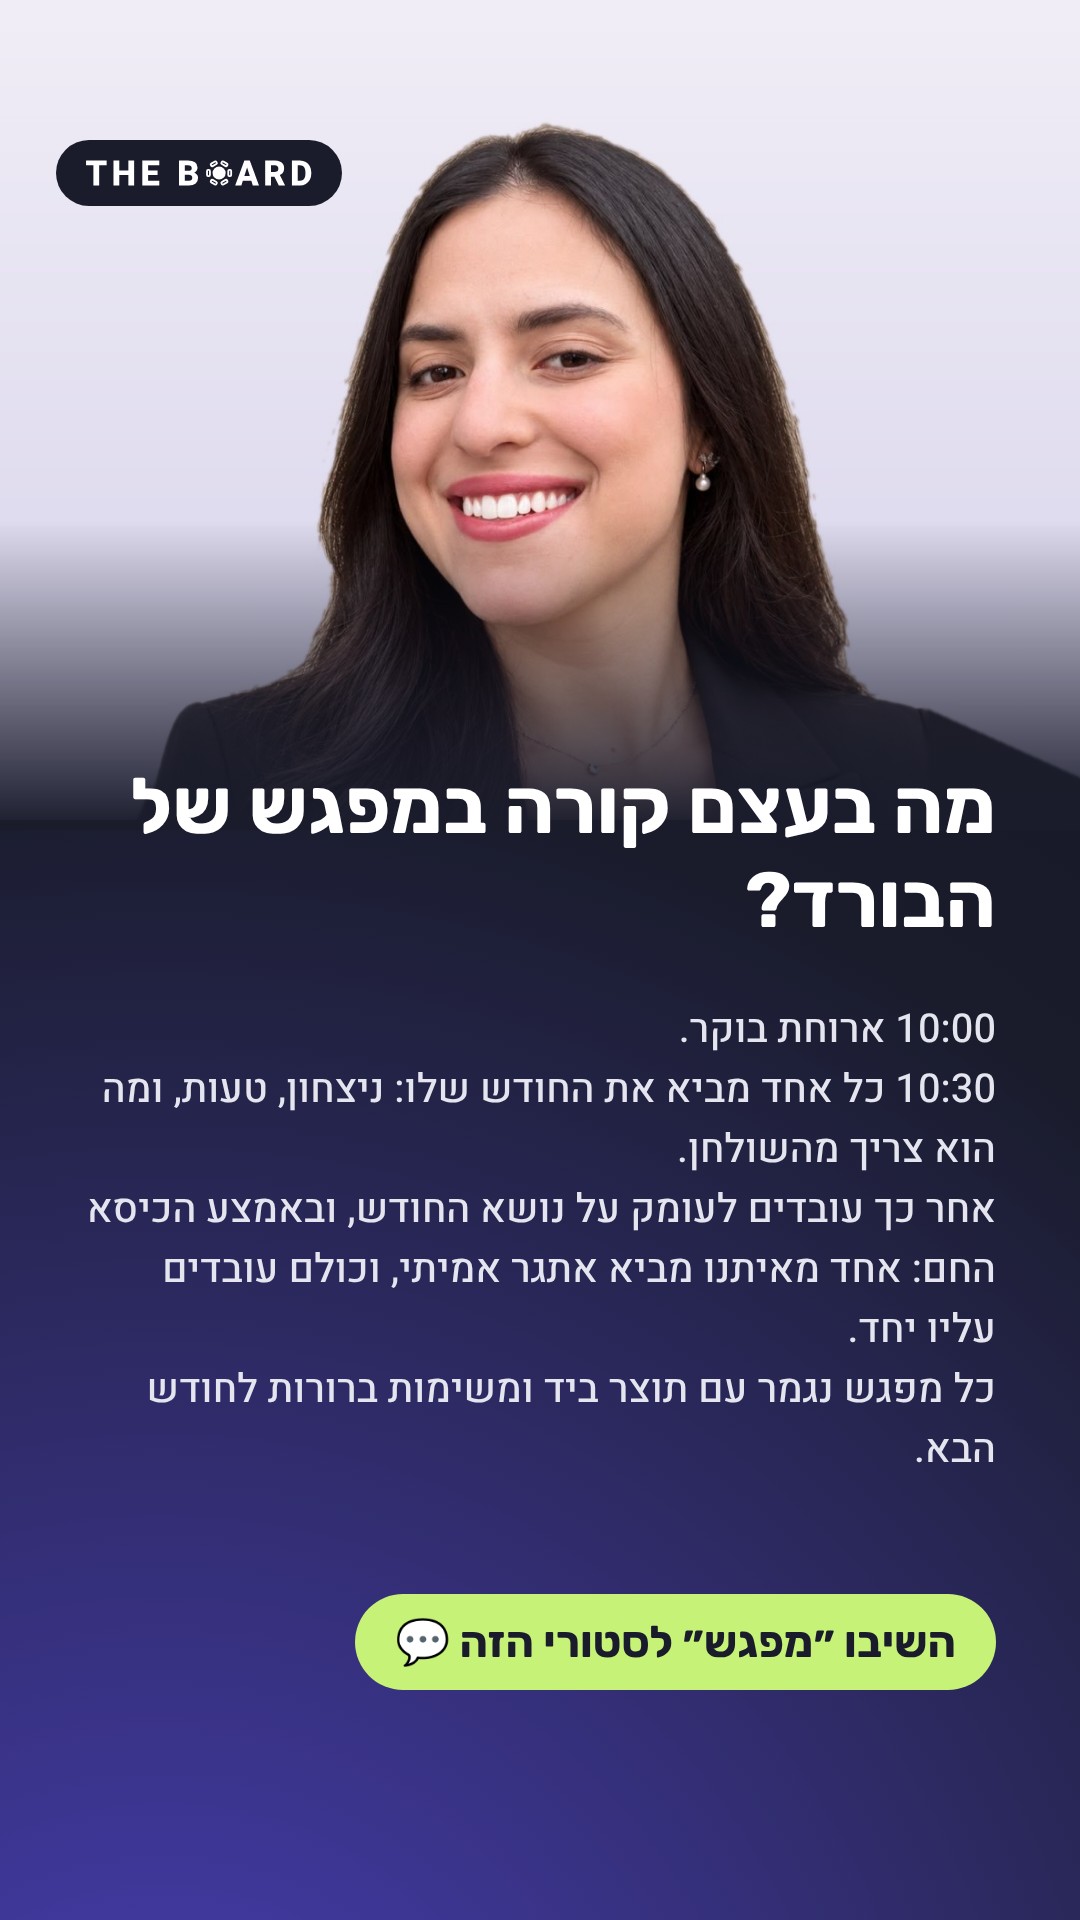 THE BOARD
מה בעצם קורה במפגש של
הבורד?
10:00 ארוחת בוקר.
10:30 כל אחד מביא את החודש שלו: ניצחון, טעות, ומה
הוא צריך מהשולחן.
אחר כך עובדים לעומק על נושא החודש, ובאמצע הכיסא
החם: אחד מאיתנו מביא אתגר אמיתי, וכולם עובדים
עליו יחד.
כל מפגש נגמר עם תוצר ביד ומשימות ברורות לחודש
הבא.
השיבו ״מפגש״ לסטורי הזה 💬